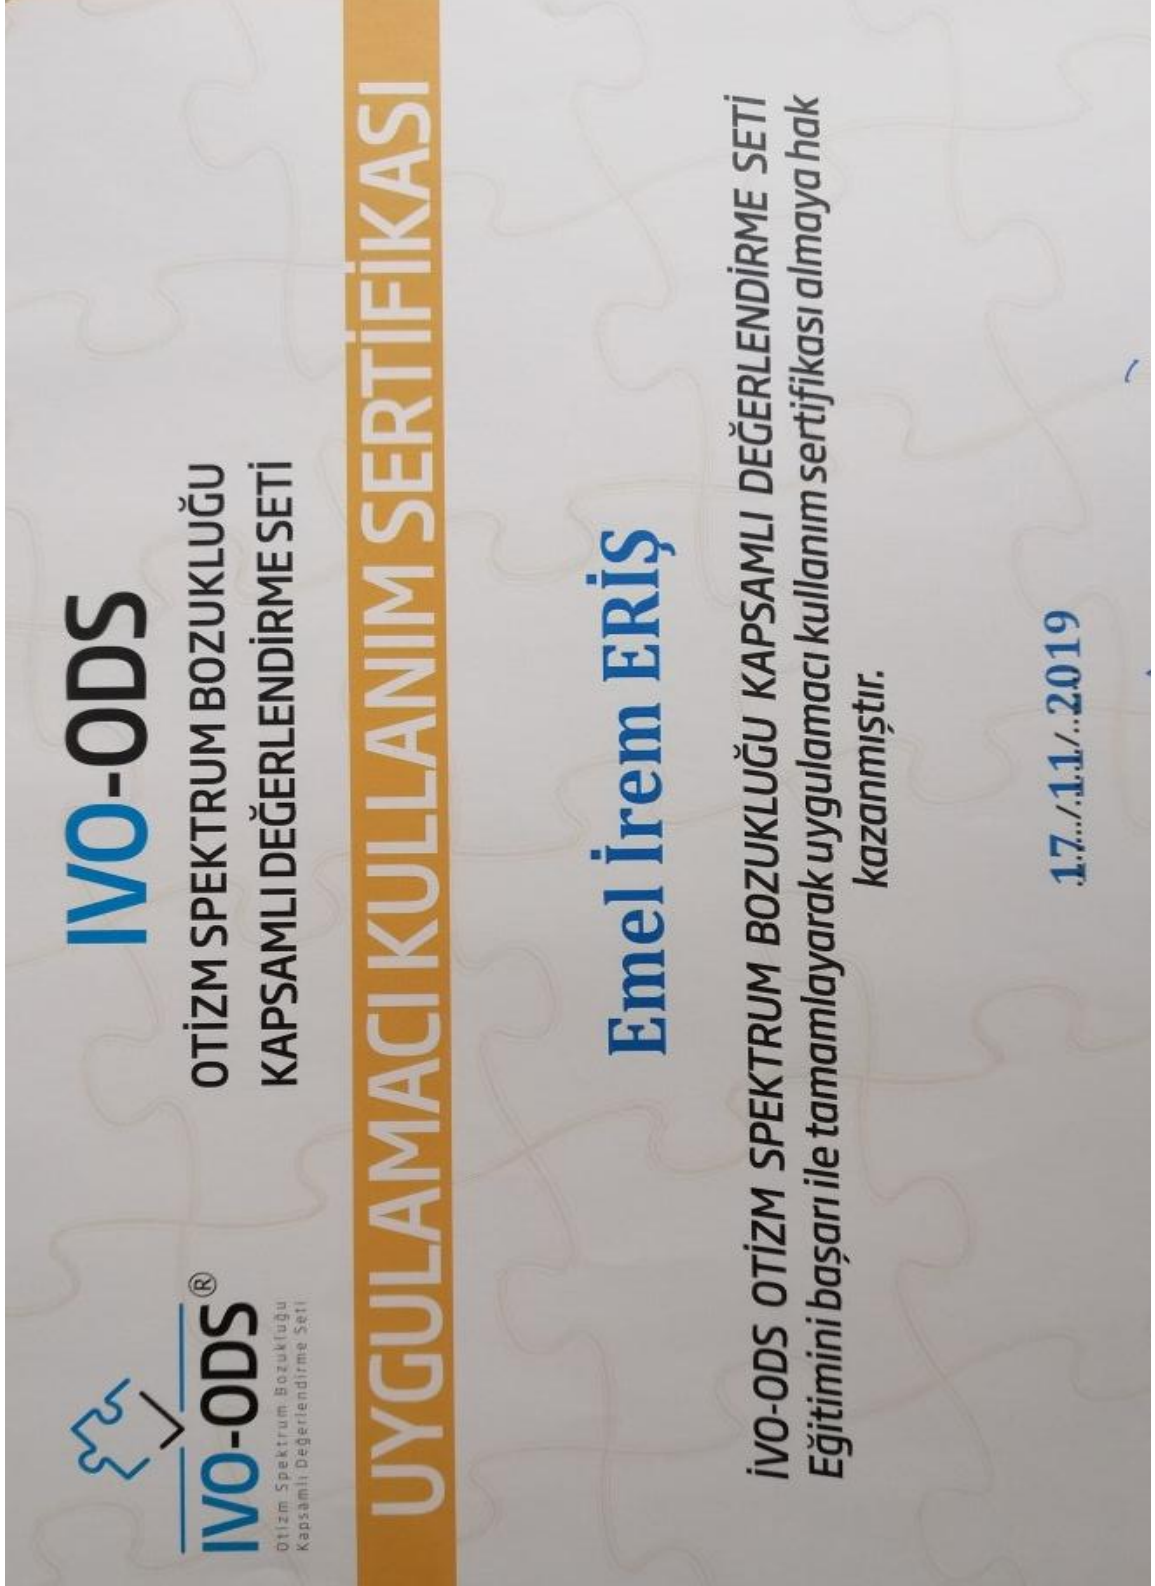 IVO-ODS®
Otizm Spektrum Bozukluğu
Kapsamlı Değerlendirme Seti
IVO-ODS
OTİZM SPEKTRUM BOZUKLUĞU
KAPSAMLI DEĞERLENDİRME SETİ
UYGULAMACI KULLANIM SERTİFİKASI
Emel İrem ERİŞ
İVO-ODS OTİZM SPEKTRUM BOZUKLUĞU KAPSAMLI DEĞERLENDİRME SETİ
Eğitimini başarı ile tamamlayarak uygulamacı kullanım sertifikası almaya hak
kazanmıştır.
17../.11/..2019